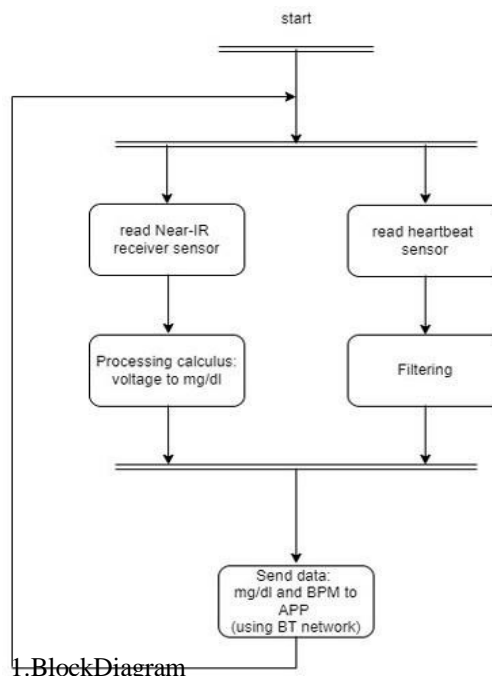 start
read Near-IR
receiver sensor
read heartbeat
sensor
Processing calculus:
voltage to mg/dl
Filtering
Send data:
mg/dl and BPM to
APP
(using BT network)
1.BlockDiagram